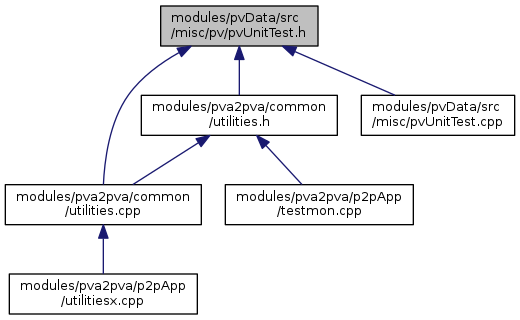 modules/pvData/src
/misc/pv/pvUnitTest.h
modules/pva2pva/common
/utilities.h
modules/pvData/src
/misc/pvUnitTest.cpp
modules/pva2pva/common
/utilities.cpp
modules/pva2pva/p2pApp
/testmon.cpp
modules/pva2pva/p2pApp
/utilitiesx.cpp